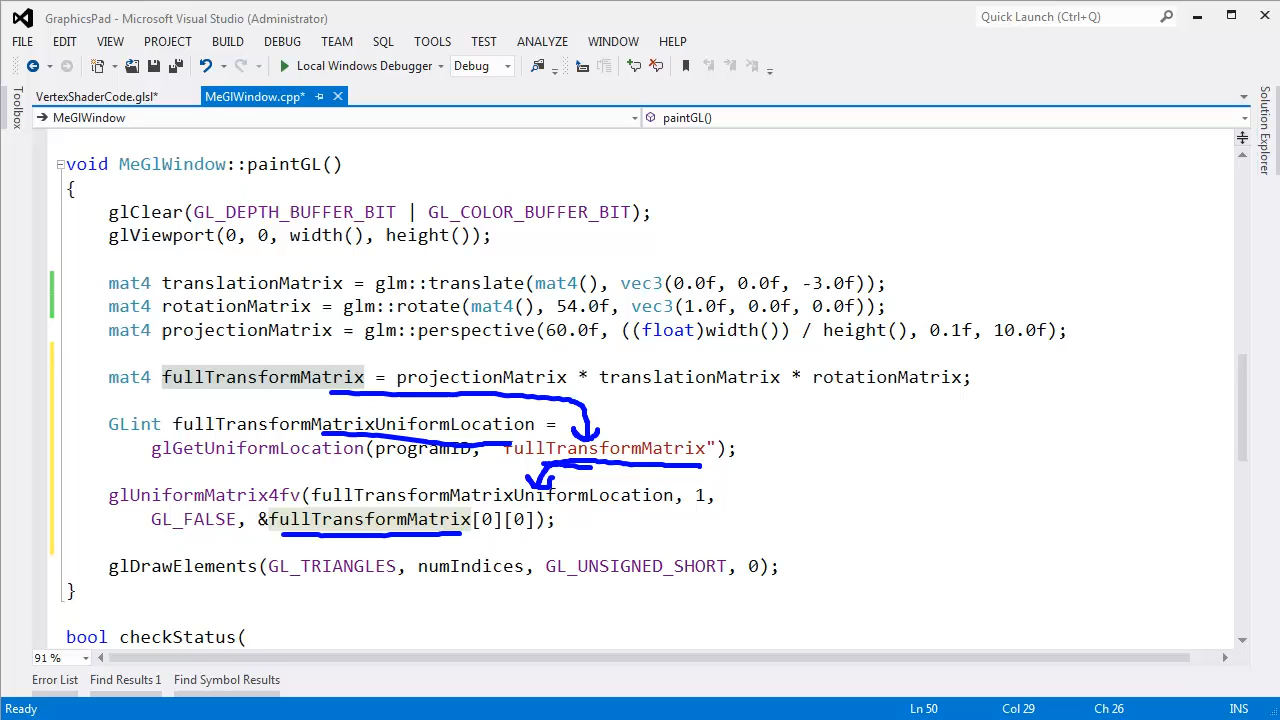 GraphicsPad - Microsoft Visual Studio (Administrator)
Quick Launch (Ctrl+Q)
FILE EDIT VIEW PROJECT BUILD DEBUG TEAM SQL TOOLS TEST ANALYZE WINDOW HELP
Local Windows Debugger Debug
Toolbox
VertexShaderCode.glsl*
MeGlWindow.cpp*
Solution Explorer
MeGlWindow
paintGL()
void MeGlWindow::paintGL()
{
glClear(GL_DEPTH_BUFFER_BIT | GL_COLOR_BUFFER_BIT);
glViewport(0, 0, width(), height());
mat4 translationMatrix = glm::translate(mat4(), vec3(0.0f, 0.0f, -3.0f));
mat4 rotationMatrix = glm::rotate(mat4(), 54.0f, vec3(1.0f, 0.0f, 0.0f));
mat4 projectionMatrix = glm::perspective(60.0f, ((float)width()) / height(), 0.1f, 10.0f);
mat4 fullTransformMatrix = projectionMatrix * translationMatrix * rotationMatrix;
GLint fullTransformMatrixUniformLocation =
glGetUniformLocation(programID, "fullTransformMatrix");
glUniformMatrix4fv(fullTransformMatrixUniformLocation, 1,
GL_FALSE, &fullTransformMatrix[0][0]);
glDrawElements(GL_TRIANGLES, numIndices, GL_UNSIGNED_SHORT, 0);
}
bool checkStatus(
91 %
Error List Find Results 1 Find Symbol Results
Ready Ln 50 Col 29 Ch 26 INS